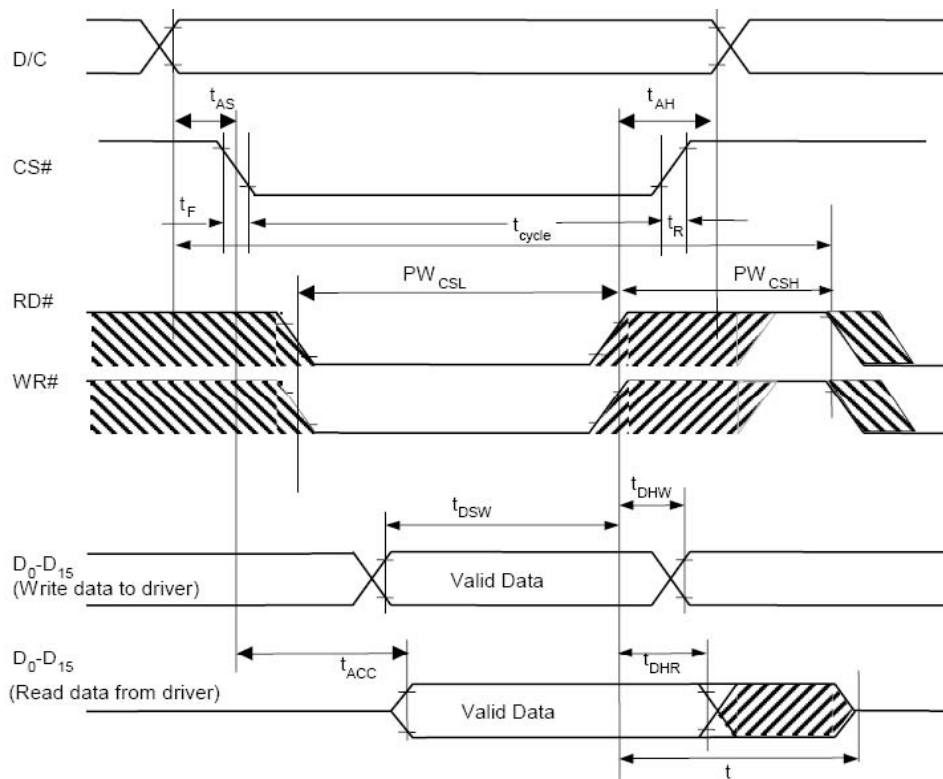 D/C
t_AS
t_AH
CS#
t_F
t_cycle
t_R
PW_CSL
PW_CSH
RD#
WR#
t_DSW
t_DHW
D_0-D_15
(Write data to driver)
Valid Data
D_0-D_15
(Read data from driver)
t_ACC
t_DHR
Valid Data
t